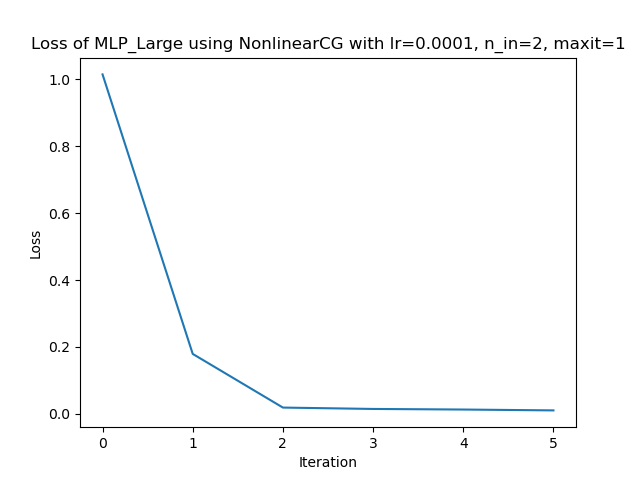 Loss of MLP_Large using NonlinearCG with lr=0.0001, n_in=2, maxit=1
1.0
0.8
0.6
0.4
0.2
0.0
Loss
0 1 2 3 4 5
Iteration